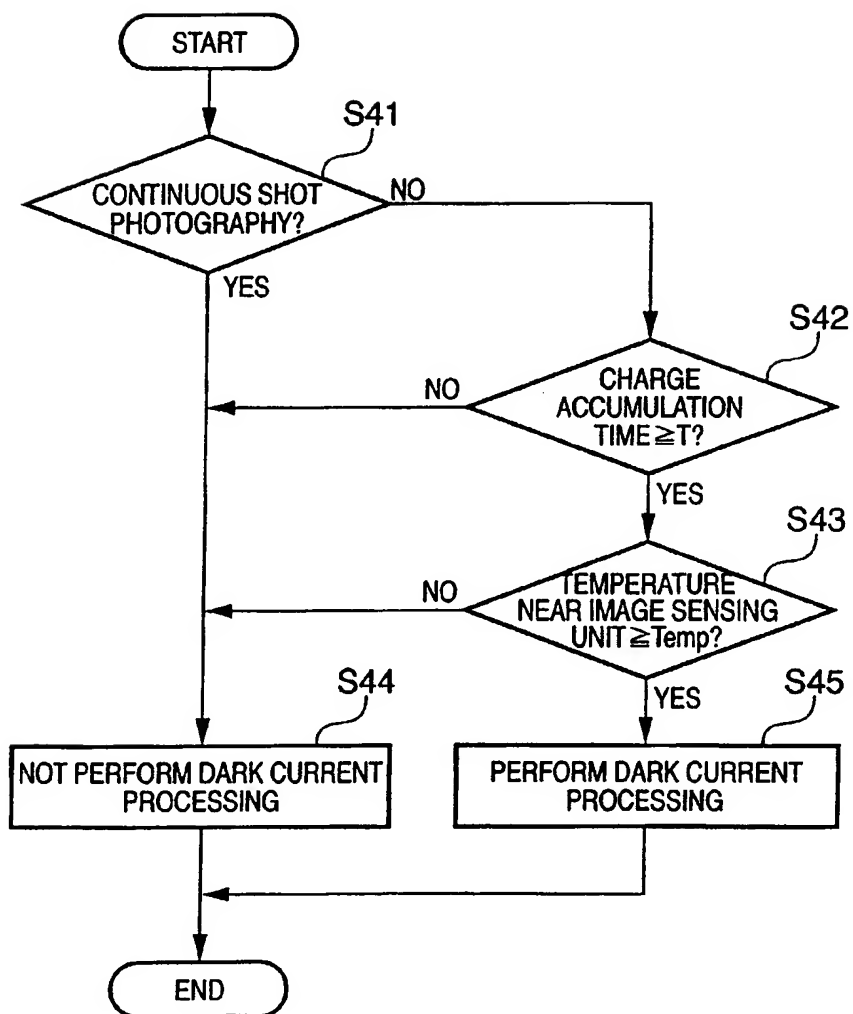 START
S41
CONTINUOUS SHOT
PHOTOGRAPHY?
NO
YES
S42
CHARGE
ACCUMULATION
TIME ≧T?
NO
YES
S43
TEMPERATURE
NEAR IMAGE SENSING
UNIT ≧Temp?
NO
YES
S44
NOT PERFORM DARK CURRENT
PROCESSING
S45
PERFORM DARK CURRENT
PROCESSING
END